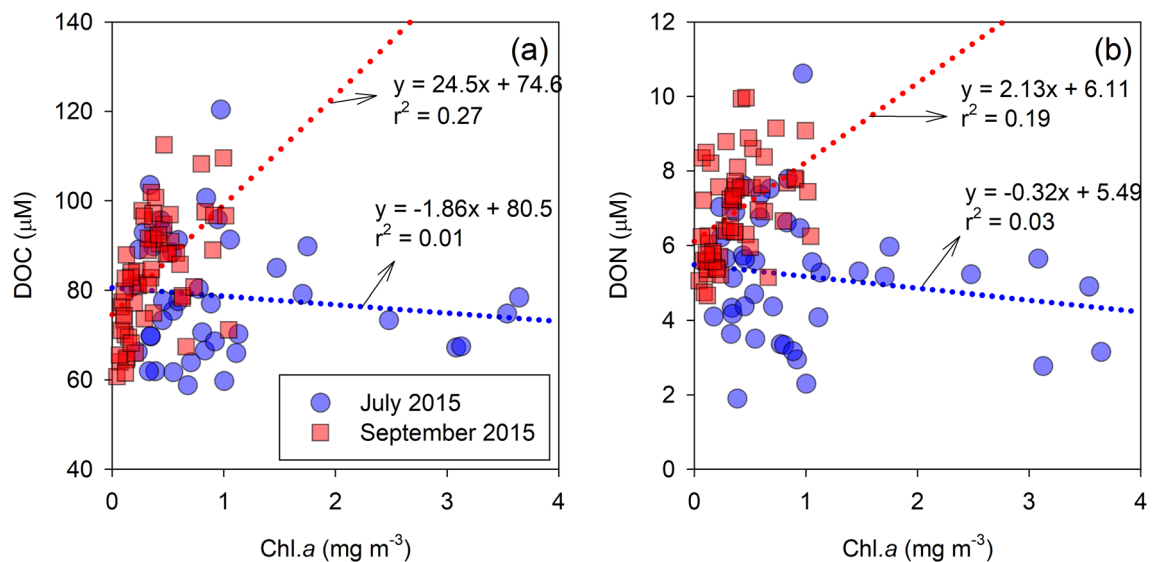 (a)
140
120
100
80
60
40
DOC (μM)
y = 24.5x + 74.6
r² = 0.27
y = -1.86x + 80.5
r² = 0.01
July 2015
September 2015
0 1 2 3 4
Chl.a (mg m⁻³)
(b)
12
10
8
6
4
2
0
DON (μM)
y = 2.13x + 6.11
r² = 0.19
y = -0.32x + 5.49
r² = 0.03
0 1 2 3 4
Chl.a (mg m⁻³)